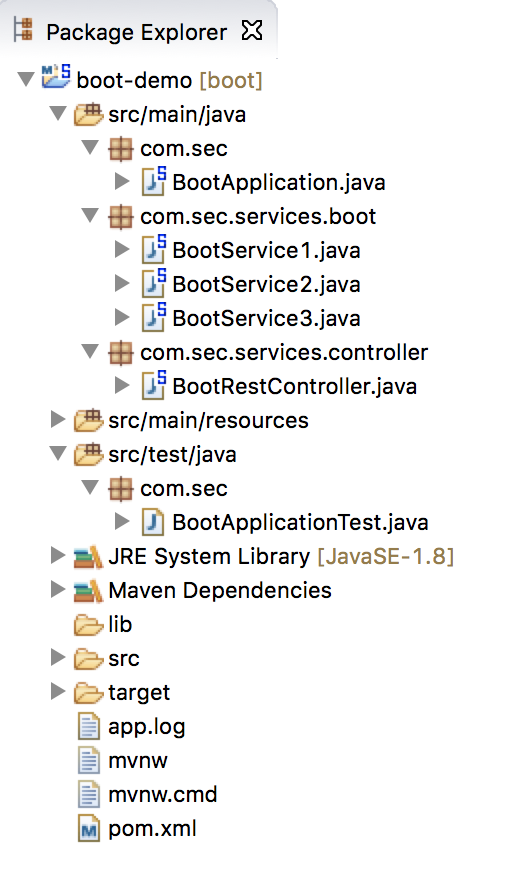 Package Explorer
boot-demo [boot]
src/main/java
com.sec
BootApplication.java
com.sec.services.boot
BootService1.java
BootService2.java
BootService3.java
com.sec.services.controller
BootRestController.java
src/main/resources
src/test/java
com.sec
BootApplicationTest.java
JRE System Library [JavaSE-1.8]
Maven Dependencies
lib
src
target
app.log
mvnw
mvnw.cmd
pom.xml